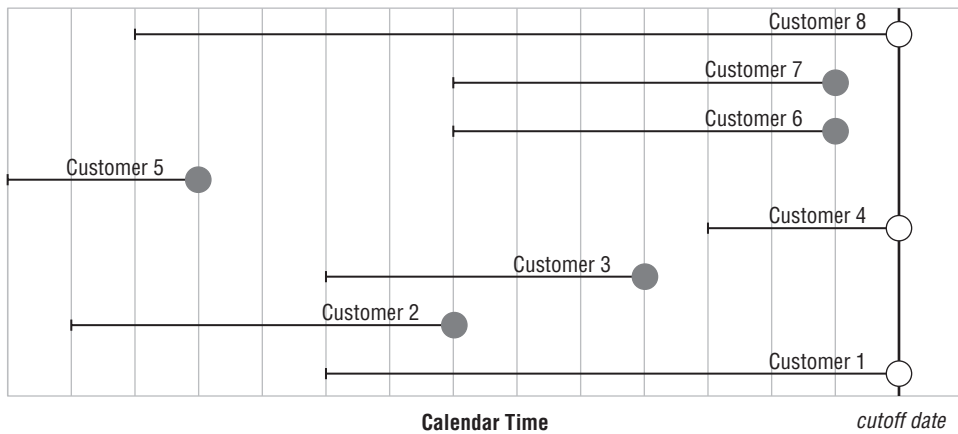 Customer 8
Customer 7
Customer 6
Customer 5
Customer 4
Customer 3
Customer 2
Customer 1
Calendar Time
cutoff date